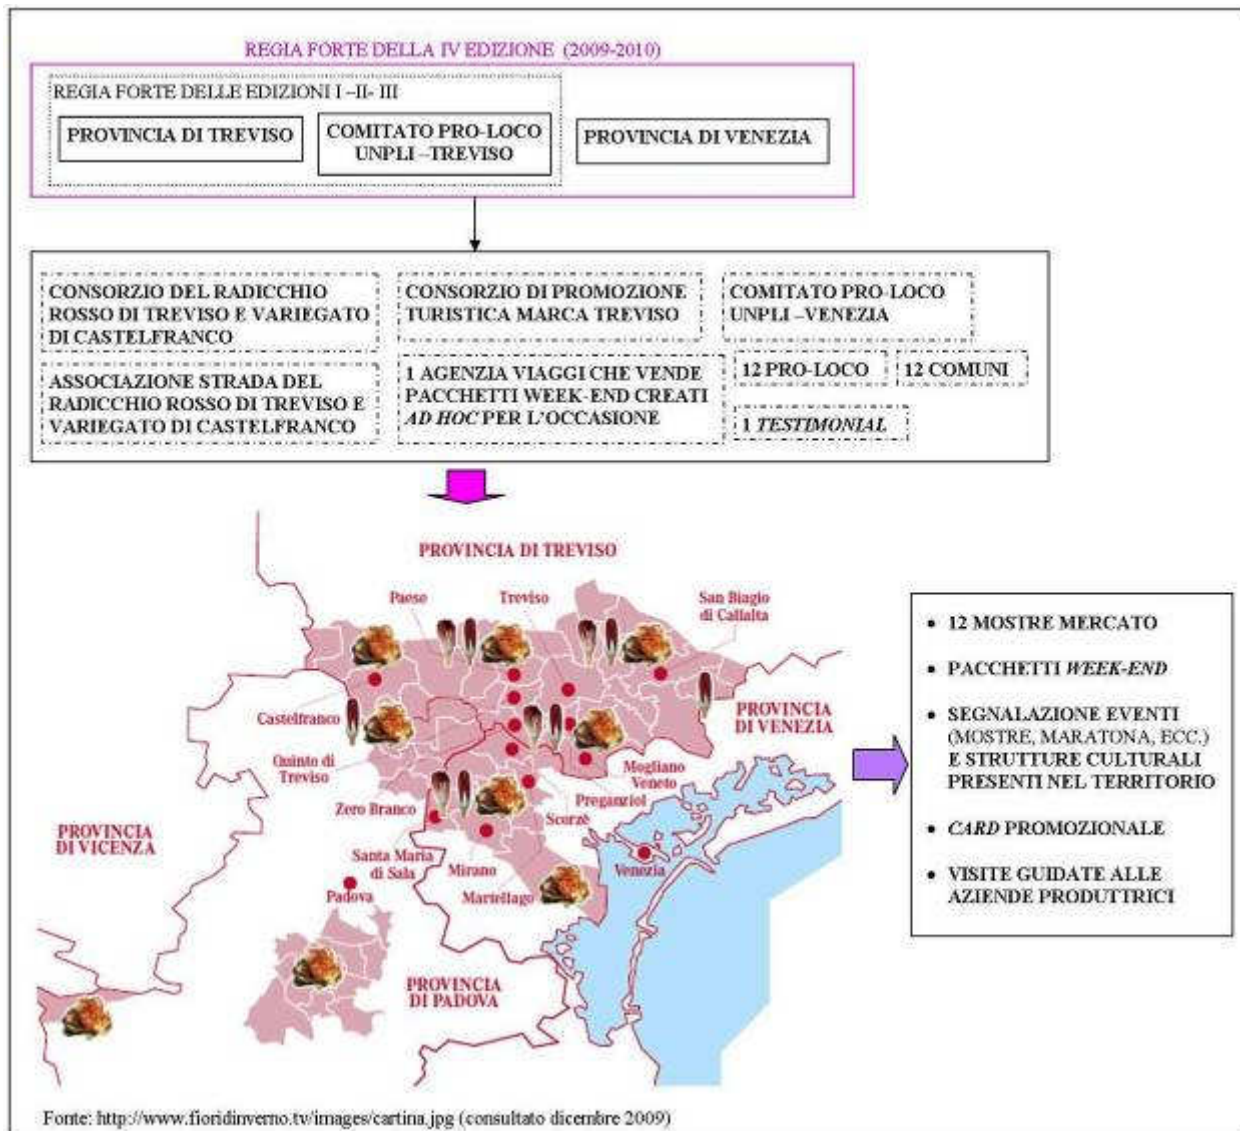 REGIA FORTE DELLA IV EDIZIONE (2009-2010)
REGIA FORTE DELLE EDIZIONI I –II- III
PROVINCIA DI TREVISO
COMITATO PRO-LOCO
UNPLI –TREVISO
PROVINCIA DI VENEZIA
CONSORZIO DEL RADICCHIO
ROSSO DI TREVISO E VARIEGATO
DI CASTELFRANCO
CONSORZIO DI PROMOZIONE
TURISTICA MARCA TREVISO
COMITATO PRO-LOCO
UNPLI –VENEZIA
ASSOCIAZIONE STRADA DEL
RADICCHIO ROSSO DI TREVISO E
VARIEGATO DI CASTELFRANCO
1 AGENZIA VIAGGI CHE VENDE
PACCHETTI WEEK-END CREATI
AD HOC PER L'OCCASIONE
12 PRO-LOCO
12 COMUNI
1 TESTIMONIAL
PROVINCIA DI TREVISO
Paese
Treviso
San Biagio
di Callalta
Castelfranco
PROVINCIA
DI VENEZIA
Quinto di
Treviso
Mogliano
Veneto
Zero Branco
Preganziol
Scorzè
PROVINCIA
DI VICENZA
Santa Maria
di Sala
Mirano
Venezia
Martellago
Padova
PROVINCIA
DI PADOVA
• 12 MOSTRE MERCATO
• PACCHETTI WEEK-END
• SEGNALAZIONE EVENTI
(MOSTRE, MARATONA, ECC.)
E STRUTTURE CULTURALI
PRESENTI NEL TERRITORIO
• CARD PROMOZIONALE
• VISITE GUIDATE ALLE
AZIENDE PRODUTTRICI
Fonte: http://www.fioridinverno.tv/images/cartina.jpg (consultato dicembre 2009)